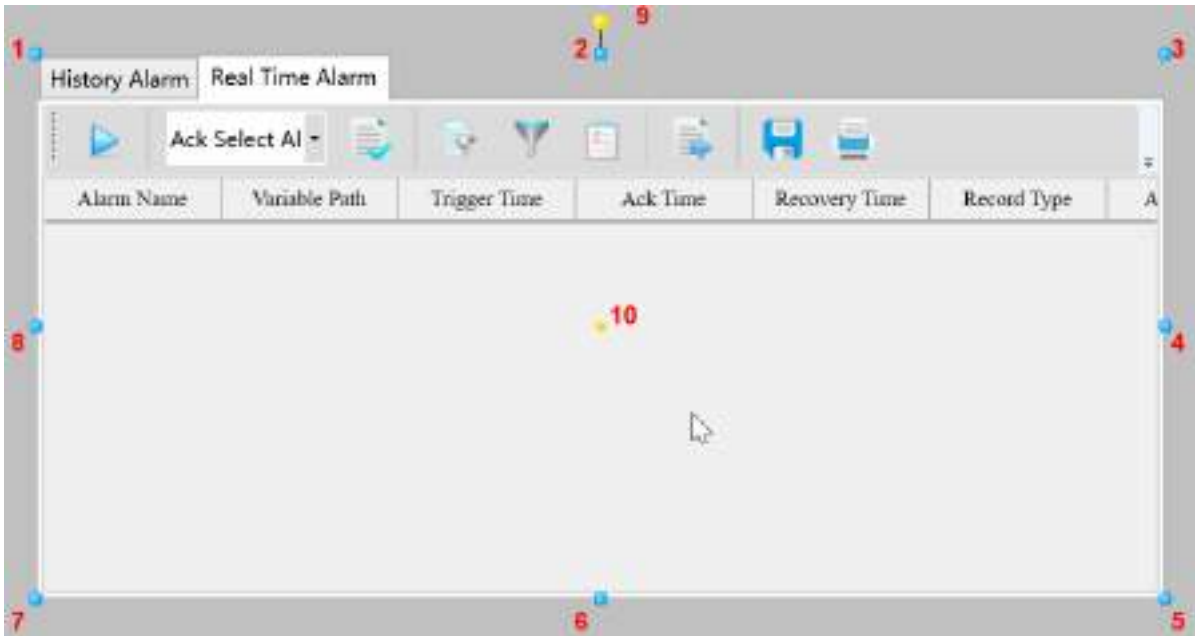 9
1
2
3
History Alarm
Real Time Alarm
Ack Select Al
Alarm Name Variable Path Trigger Time Ack Time Recovery Time Record Type A
10
8
4
7
6
5